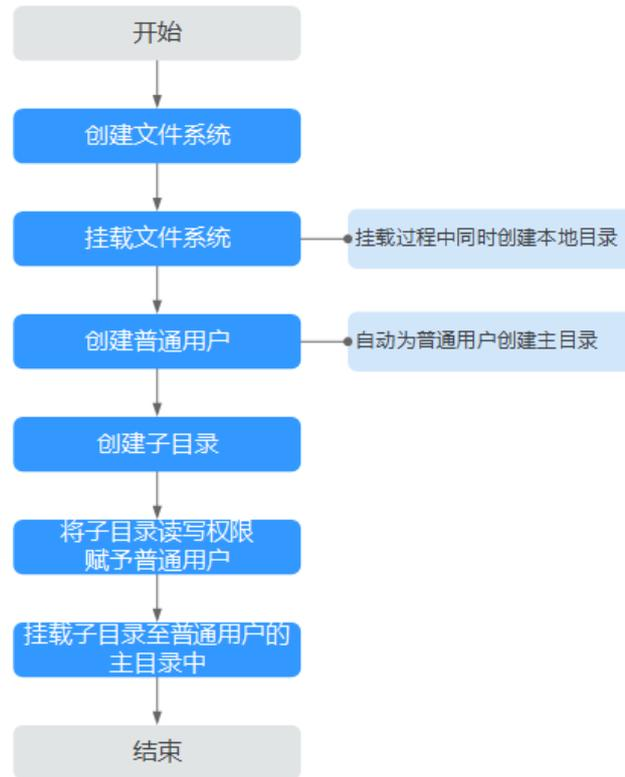 开始
创建文件系统
挂载文件系统
挂载过程中同时创建本地目录
创建普通用户
自动为普通用户创建主目录
创建子目录
将子目录读写权限
赋予普通用户
挂载子目录至普通用户的
主目录中
结束